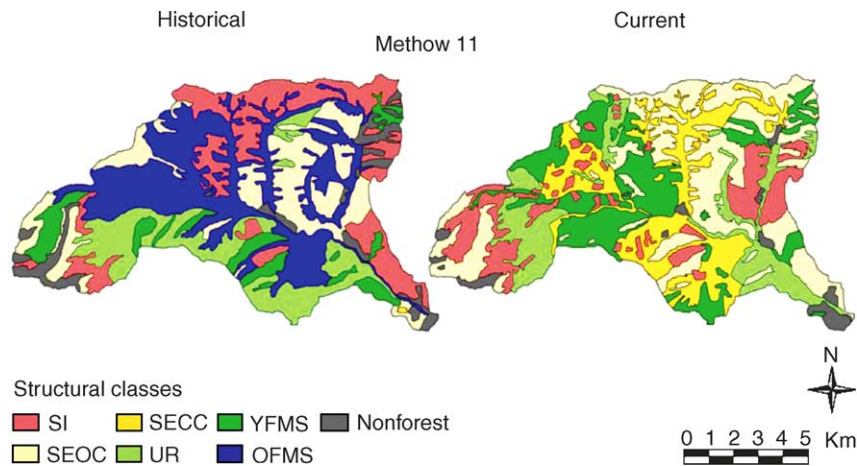 Historical
Current
Methow 11
N
Structural classes
SI SECC YFMS Nonforest
SEOC UR OFMS
0 1 2 3 4 5 Km